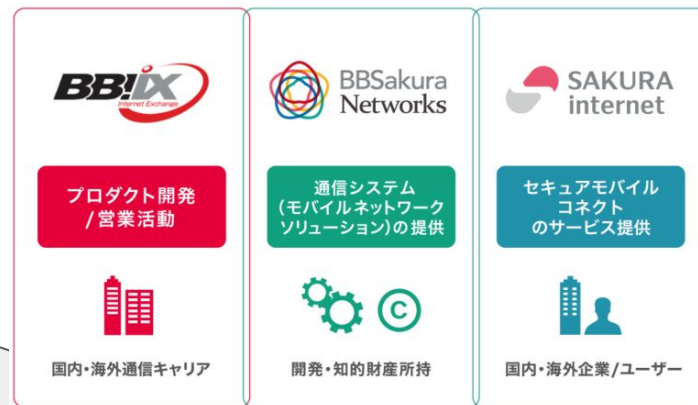 BB!X
Internet Exchange
プロダクト開発
/営業活動
国内・海外通信キャリア
BBSakura
Networks
通信システム
(モバイルネットワーク
ソリューション)の提供
C
開発・知的財産所持
SAKURA
internet
セキュアモバイル
コネクト
のサービス提供
国内・海外企業/ユーザー